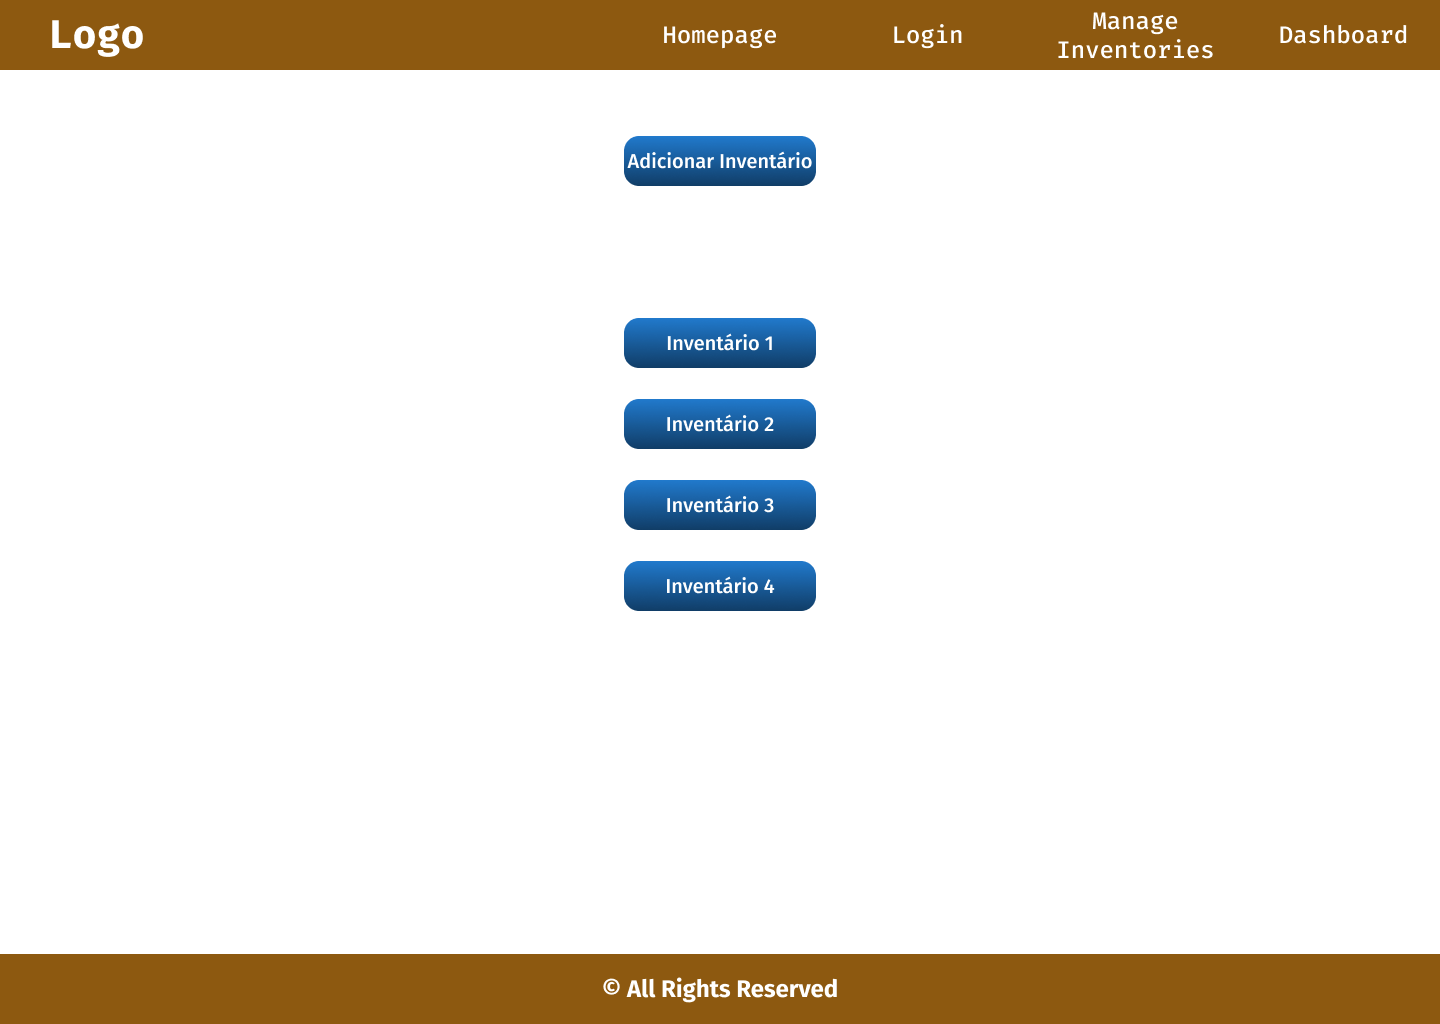 Logo
Homepage
Login
Manage
Inventories
Dashboard
Adicionar Inventário
Inventário 1
Inventário 2
Inventário 3
Inventário 4
© All Rights Reserved